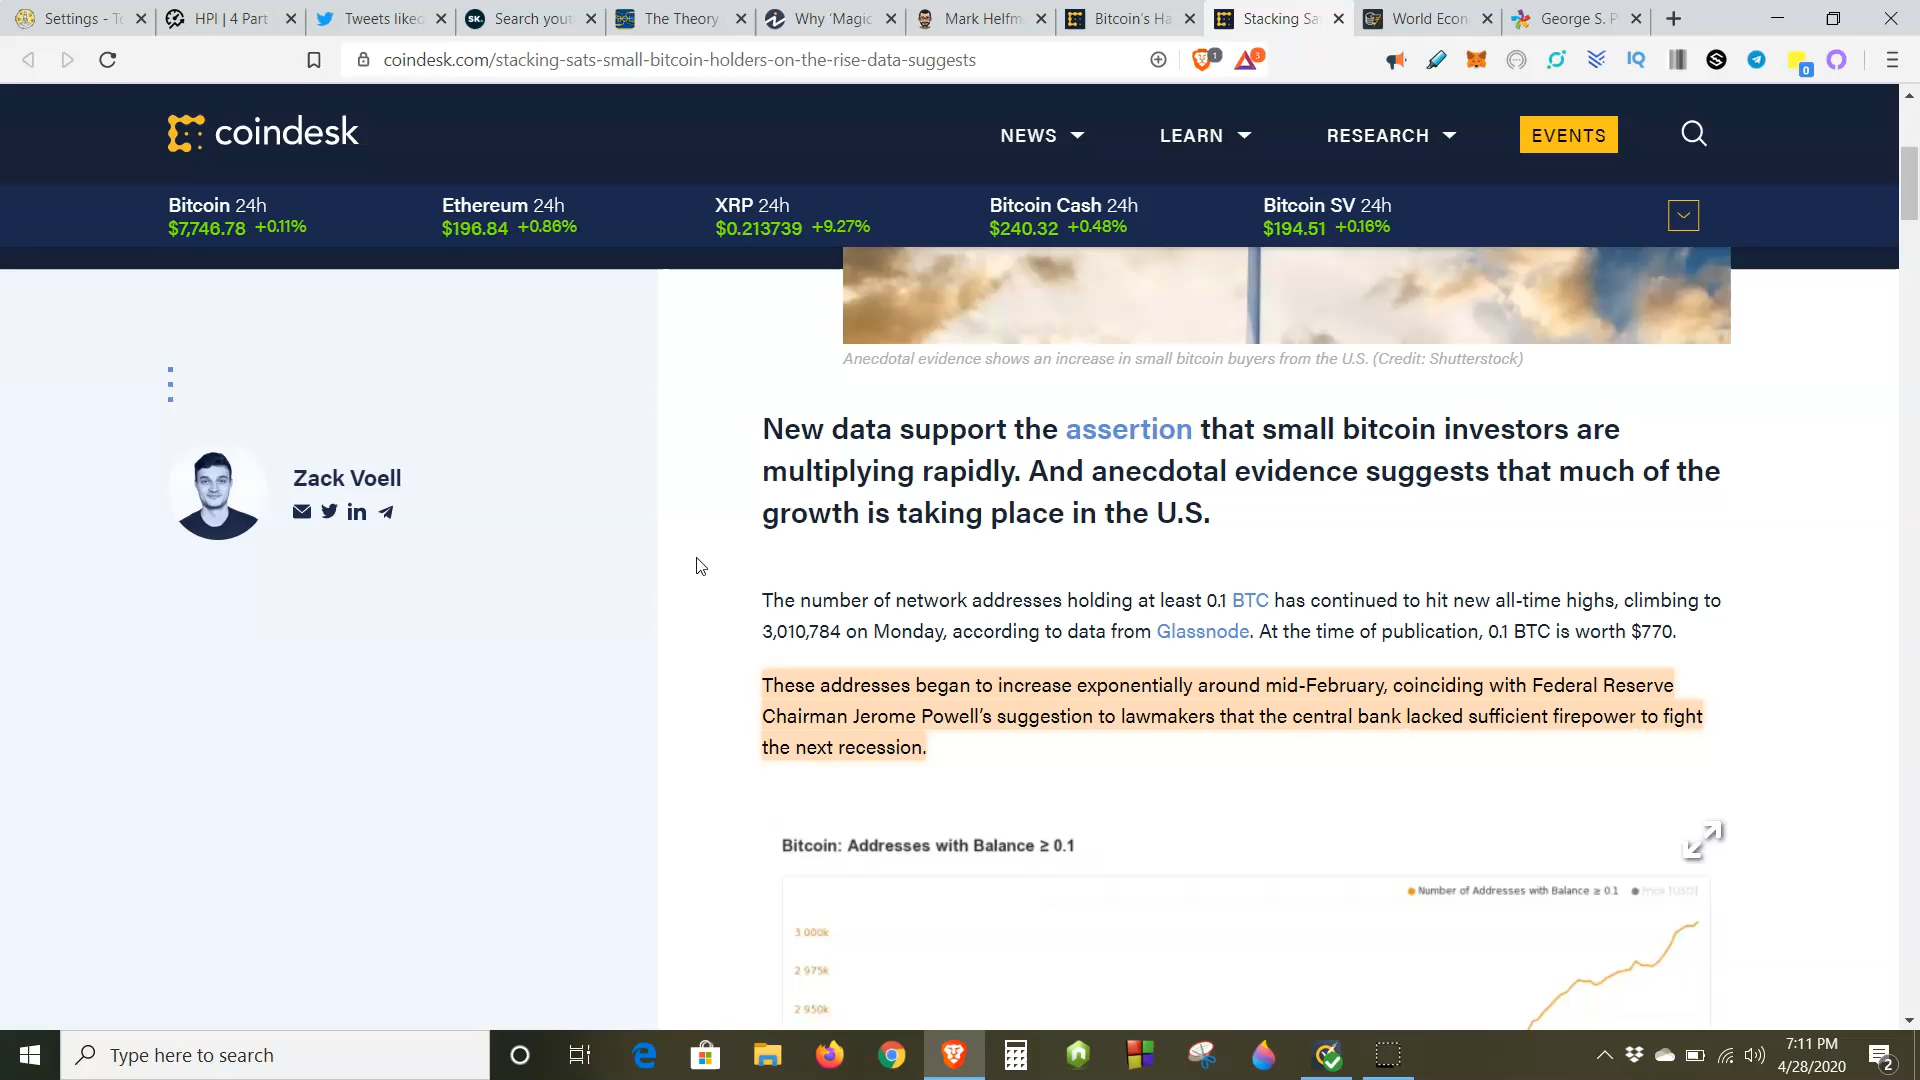 Settings - To
HPI | 4 Part
Tweets liked
SK.
Search your
The Theory
Why 'Magic
Mark Helfm
Bitcoin's Ha
Stacking Sa
World Econ
George S. P
coindesk.com/stacking-sats-small-bitcoin-holders-on-the-rise-data-suggests
1
3
IQ
0
coindesk
NEWS
LEARN
RESEARCH
EVENTS
Bitcoin 24h
$7,746.78 +0.11%
Ethereum 24h
$196.84 +0.86%
XRP 24h
$0.213739 +9.27%
Bitcoin Cash 24h
$240.32 +0.48%
Bitcoin SV 24h
$194.51 +0.16%
Anecdotal evidence shows an increase in small bitcoin buyers from the U.S. (Credit: Shutterstock)
Zack Voell
New data support the assertion that small bitcoin investors are
multiplying rapidly. And anecdotal evidence suggests that much of the
growth is taking place in the U.S.
The number of network addresses holding at least 0.1 BTC has continued to hit new all-time highs, climbing to
3,010,784 on Monday, according to data from Glassnode. At the time of publication, 0.1 BTC is worth $770.
These addresses began to increase exponentially around mid-February, coinciding with Federal Reserve
Chairman Jerome Powell's suggestion to lawmakers that the central bank lacked sufficient firepower to fight
the next recession.
Bitcoin: Addresses with Balance ≥ 0.1
Number of Addresses with Balance ≥ 0.1
Price [USD]
3 000k
2 975k
2 950k
Type here to search
7:11 PM
4/28/2020
2